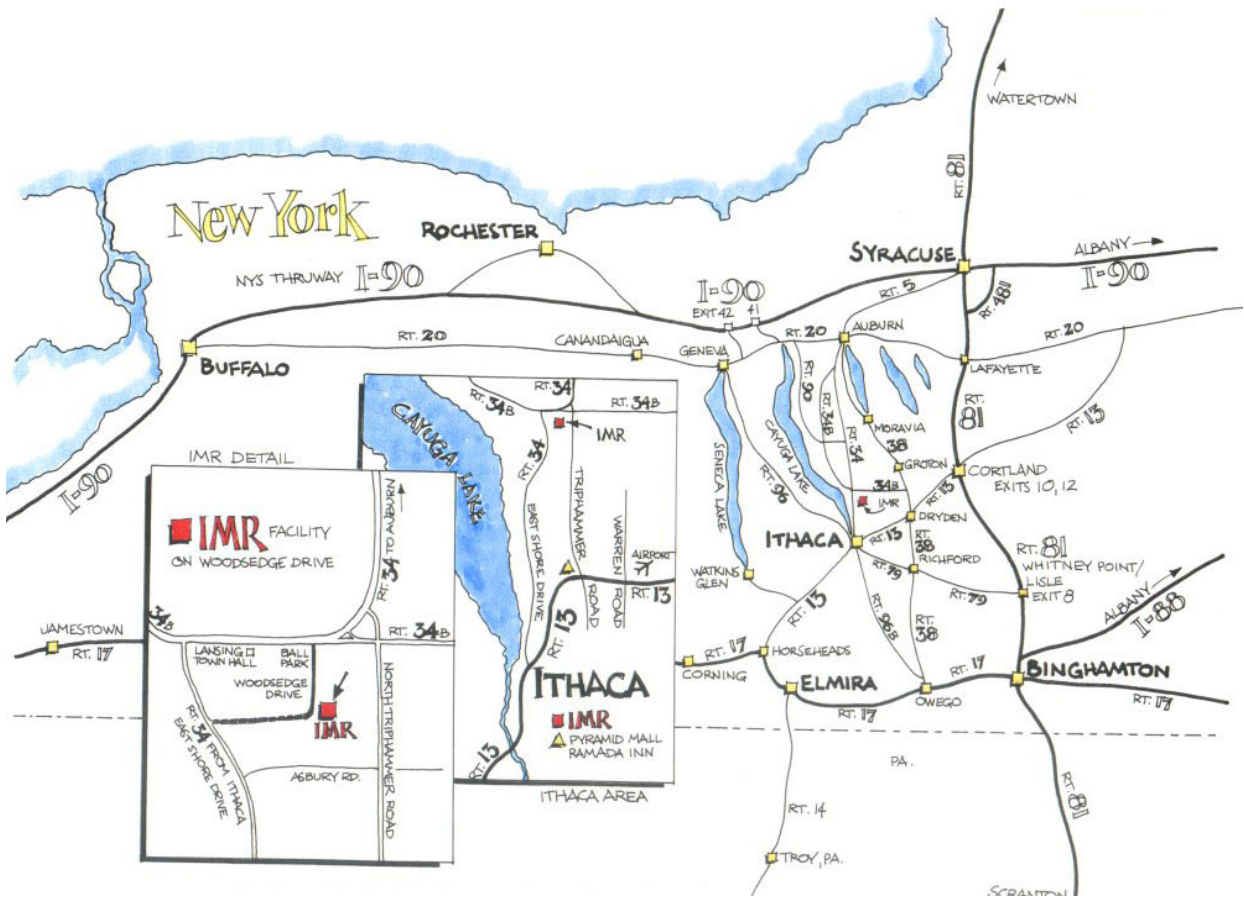 WATERTOWN
RT. 81
New York
ROCHESTER
SYRACUSE
ALBANY
I-90
NYS THRUWAY I-90
I-90
EXIT 42
41
RT. 5
RT. 481
RT. 20
CANANDAIGUA
GENEVA
RT. 20
AUBURN
RT. 20
LAFAYETTE
BUFFALO
RT. 81
RT. 13
RT. 90
RT. 34B
RT. 34
MORAVIA
38
GROTON
CORTLAND
EXITS 10, 12
SENECA LAKE
RT. 96
CAYUGA LAKE
34B
IMR
RT. 13
DRYDEN
ITHACA
RT. 13
RT. 38
RICHFORD
RT. 79
RT. 79
RT. 81
WHITNEY POINT/
LISLE
EXIT 8
ALBANY
I-88
WATKINS
GLEN
RT. 13
RT. 96B
RT. 38
I-90
JAMESTOWN
RT. 17
CORNING
RT. 17
HORSEHEADS
ELMIRA
RT. 17
OWEGO
RT. 17
BINGHAMTON
RT. 17
PA.
RT. 14
TROY, PA.
RT. 81
SCRANTON
RT. 34
RT. 34B
RT. 34B
IMR
CAYUGA LAKE
RT. 34
EAST SHORE DRIVE
TRIPHAMMER
ROAD
WARREN
ROAD
AIRPORT
RT. 13
RT. 13
ITHACA
IMR
PYRAMID MALL
RAMADA INN
RT. 13
ITHACA AREA
IMR DETAIL
IMR FACILITY
ON WOODSEDGE DRIVE
RT. 34 TO AUBURN
34B
RT. 34B
LANSING
TOWN HALL
BALL
PARK
WOODSEDGE
DRIVE
IMR
RT. 34 FROM ITHACA
EAST SHORE DRIVE
ASBURY RD.
NORTH TRIPHAMMER ROAD